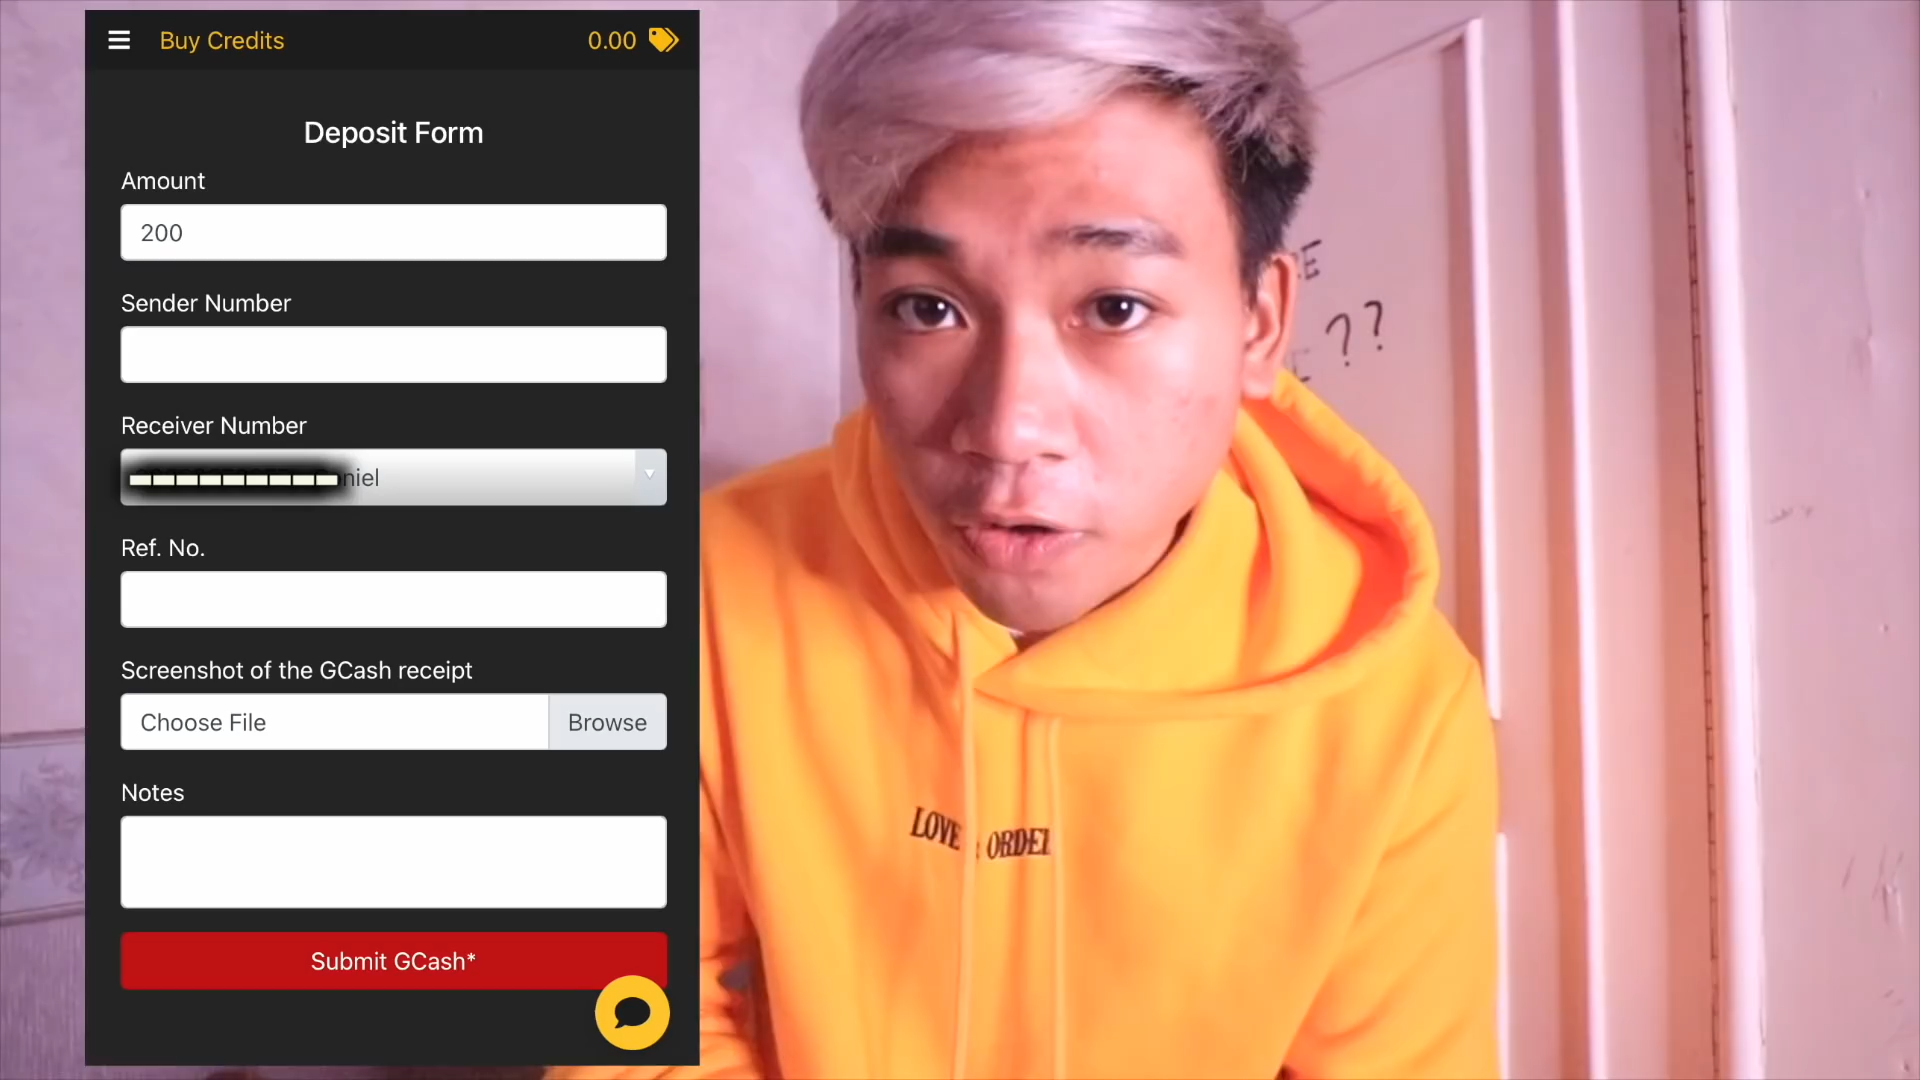 Buy Credits
0.00
Deposit Form
Amount
200
Sender Number
Receiver Number
niel
Ref. No.
Screenshot of the GCash receipt
Choose File
Browse
Notes
Submit GCash*
??
LOVE
ORDER